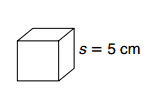 s = 5 cm